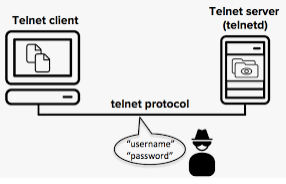 Telnet client
Telnet server
(telnetd)
telnet protocol
“username”
“password”